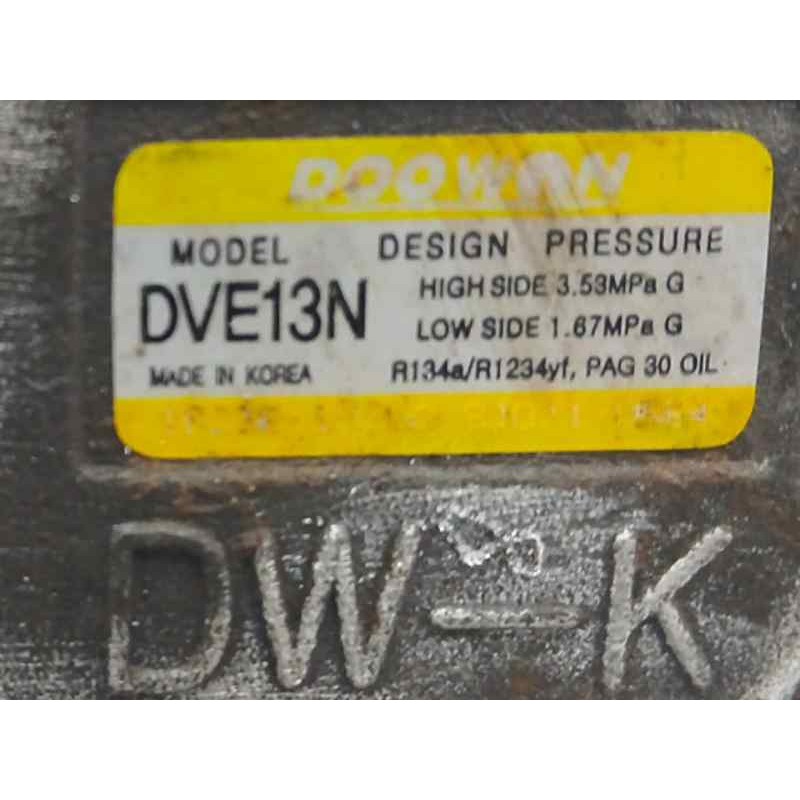 DOOWON
MODEL DESIGN PRESSURE
DVE13N HIGH SIDE 3.53MPa G
LOW SIDE 1.67MPa G
MADE IN KOREA R134a/R1234yf, PAG 30 OIL
DW-K